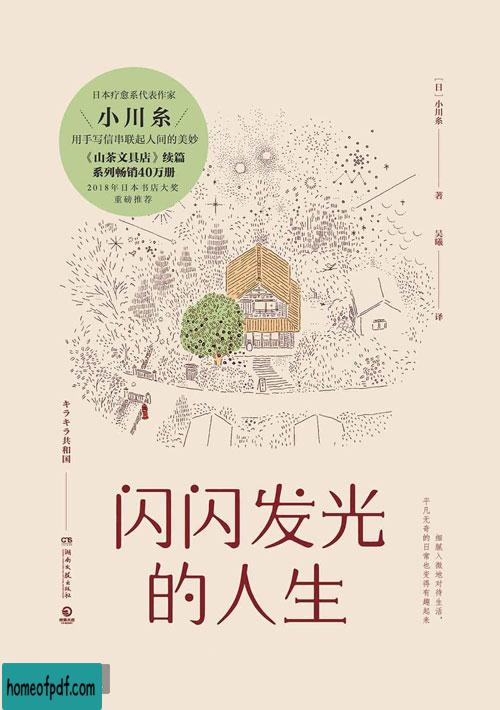 日本疗愈系代表作家
小川糸
用手写信串联起人间的美妙
《山茶文具店》续篇
系列畅销40万册
2018年日本书店大奖
重磅推荐
[日]小川糸 著
吴曦 译
キラキラ共和国
闪闪发光
的人生
细腻入微地对待生活，
平凡无奇的日常也变得有趣起来
湖南文艺出版社
博集天卷
homeofpdf.com